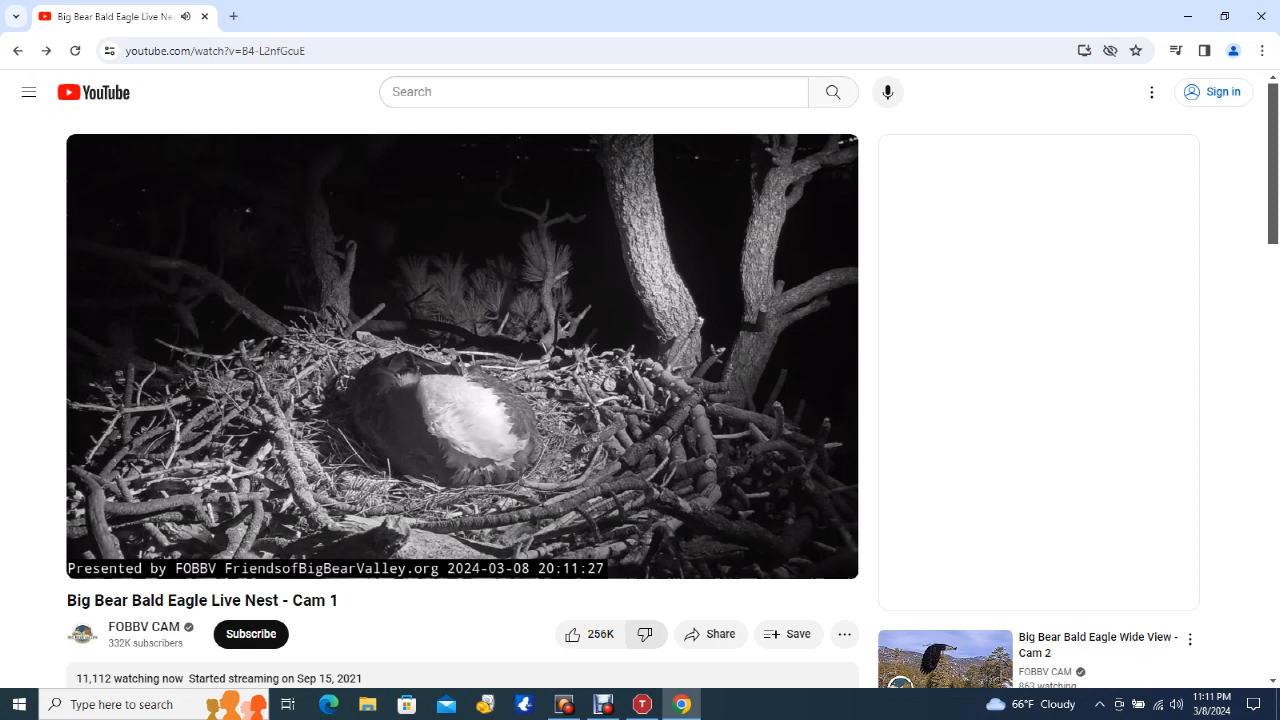 Big Bear Bald Eagle Live Ne
youtube.com/watch?v=B4-L2nfGcuE
YouTube
Search
Sign in
Presented by FOBBV FriendsofBigBearValley.org 2024-03-08 20:11:27
Big Bear Bald Eagle Live Nest - Cam 1
FOBBV CAM
332K subscribers
Subscribe
256K
Share
Save
11,112 watching now Started streaming on Sep 15, 2021
Big Bear Bald Eagle Wide View -
Cam 2
FOBBV CAM
863 watching
Type here to search
T
66°F Cloudy
11:11 PM
3/8/2024